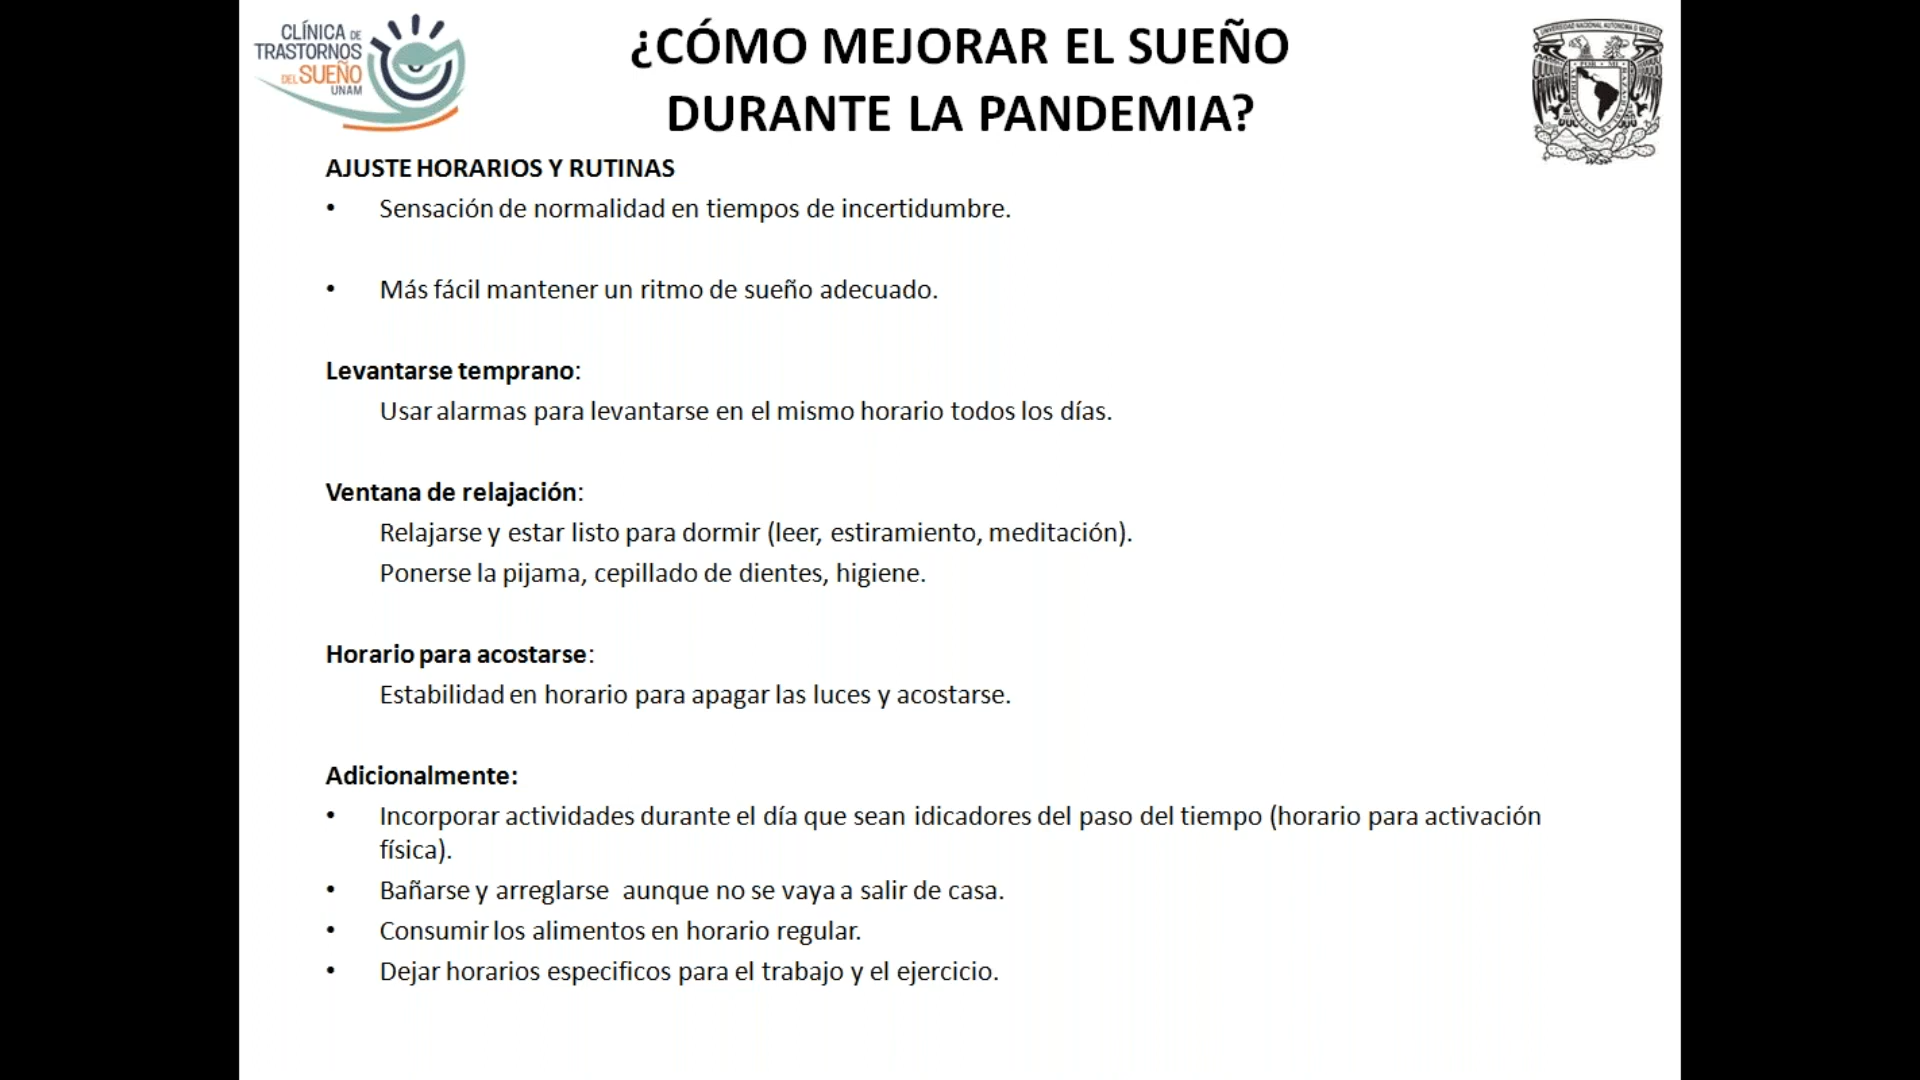 CLÍNICA DE
TRASTORNOS
DEL SUEÑO
UNAM
¿CÓMO MEJORAR EL SUEÑO
DURANTE LA PANDEMIA?
AJUSTE HORARIOS Y RUTINAS
• Sensación de normalidad en tiempos de incertidumbre.
• Más fácil mantener un ritmo de sueño adecuado.
Levantarse temprano:
Usar alarmas para levantarse en el mismo horario todos los días.
Ventana de relajación:
Relajarse y estar listo para dormir (leer, estiramiento, meditación).
Ponerse la pijama, cepillado de dientes, higiene.
Horario para acostarse:
Estabilidad en horario para apagar las luces y acostarse.
Adicionalmente:
• Incorporar actividades durante el día que sean idicadores del paso del tiempo (horario para activación
física).
• Bañarse y arreglarse  aunque no se vaya a salir de casa.
• Consumir los alimentos en horario regular.
• Dejar horarios especificos para el trabajo y el ejercicio.